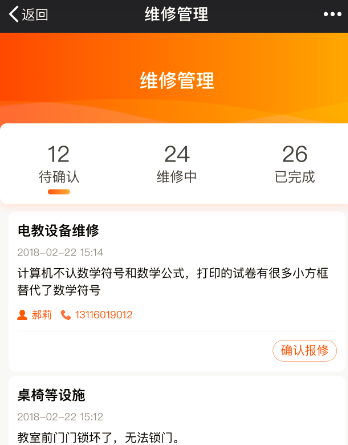 返回
维修管理
维修管理
12
24
26
待确认
维修中
已完成
电教设备维修
2018-02-22 15:14
计算机不认数学符号和数学公式，打印的试卷有很多小方框
替代了数学符号
郝莉 13116019012
确认报修
桌椅等设施
2018-02-22 15:12
教室前门门锁坏了，无法锁门。